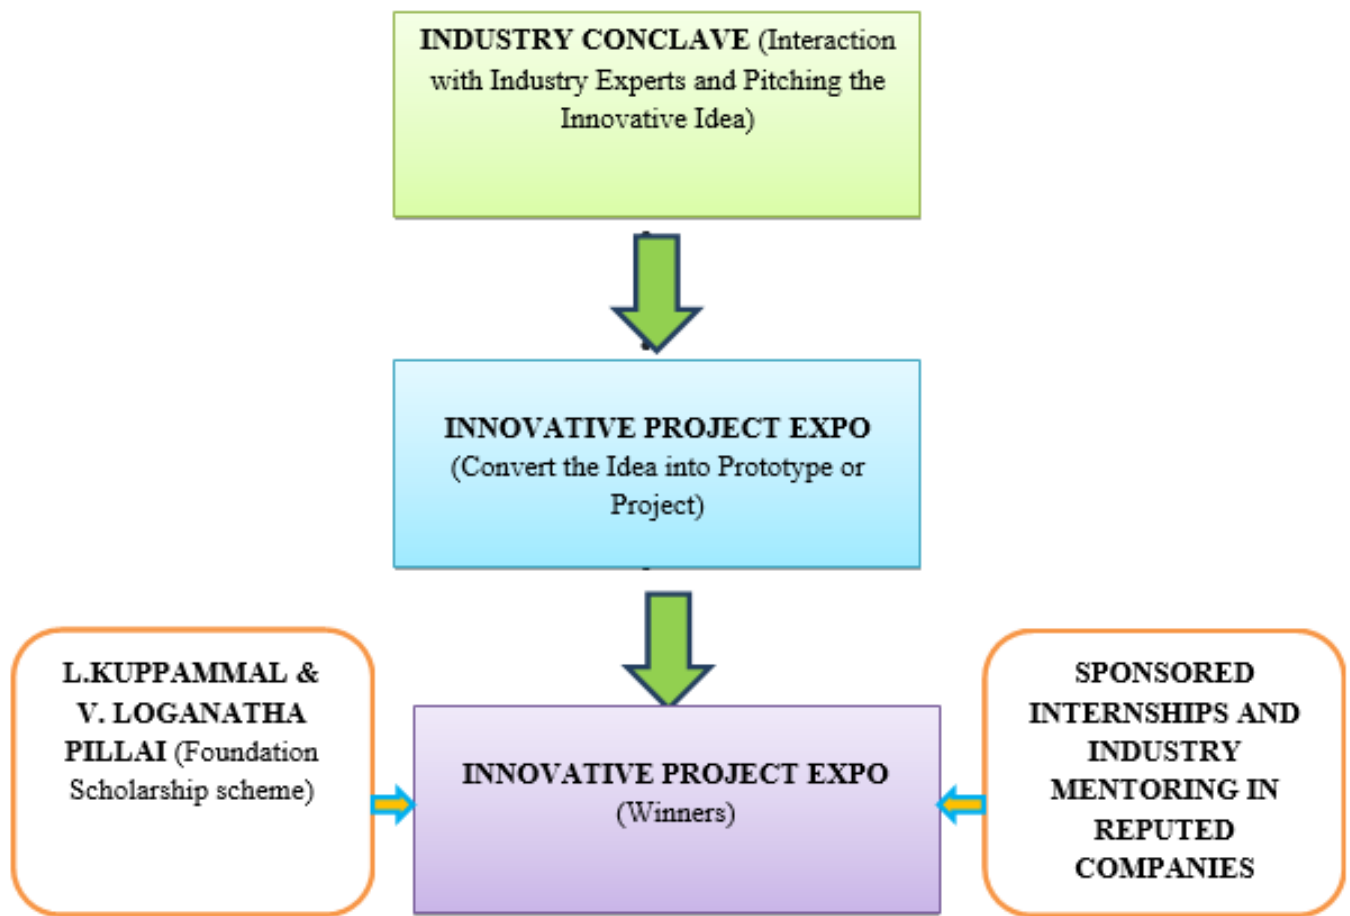 INDUSTRY CONCLAVE (Interaction
with Industry Experts and Pitching the
Innovative Idea)
INNOVATIVE PROJECT EXPO
(Convert the Idea into Prototype or
Project)
L.KUPPAMMAL &
V. LOGANATHA
PILLAI (Foundation
Scholarship scheme)
INNOVATIVE PROJECT EXPO
(Winners)
SPONSORED
INTERNSHIPS AND
INDUSTRY
MENTORING IN
REPUTED
COMPANIES